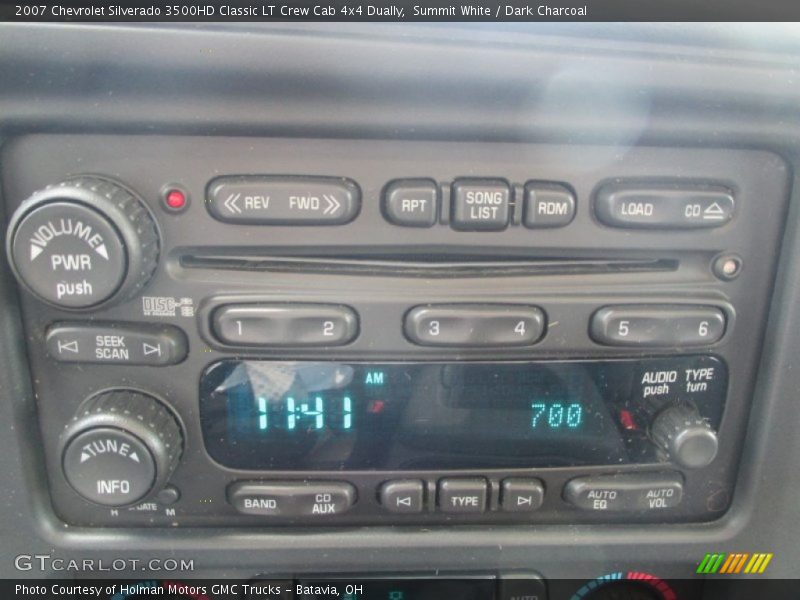 2007 Chevrolet Silverado 3500HD Classic LT Crew Cab 4x4 Dually, Summit White / Dark Charcoal
REV FWD
RPT
SONG
LIST
RDM
LOAD CD
VOLUME
PWR
push
DISC
1 2
3 4
5 6
SEEK
SCAN
AM
11:41
700
AUDIO TYPE
push turn
TUNE
INFO
H M
BAND
CD
AUX
TYPE
AUTO
EQ
AUTO
VOL
GTCARLOT.COM
Photo Courtesy of Holman Motors GMC Trucks - Batavia, OH
AUTO